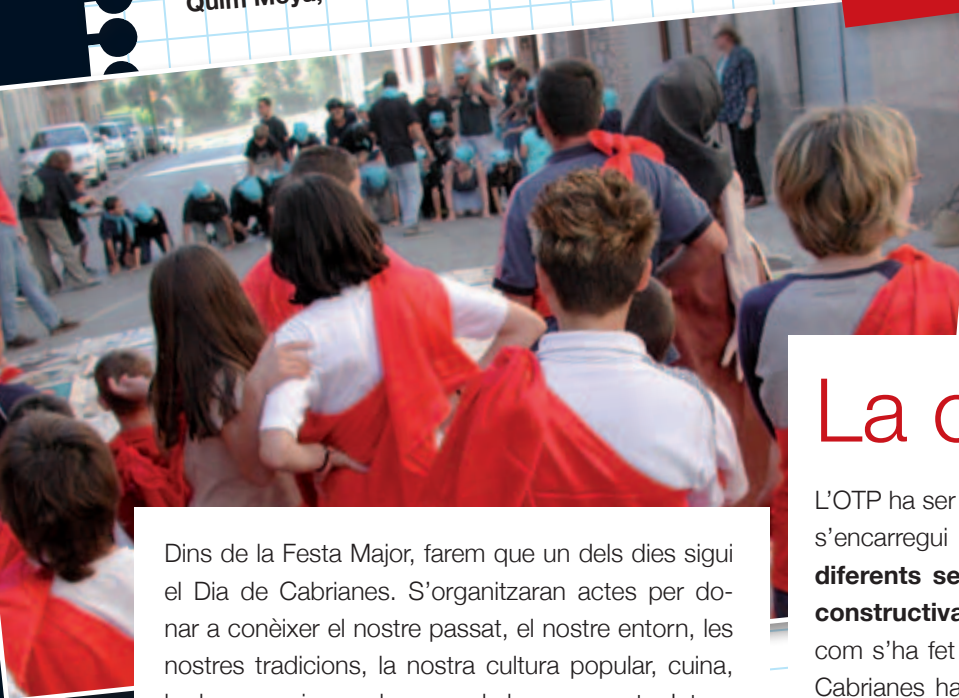 Quim Moya,
Dins de la Festa Major, farem que un dels dies sigui
el Dia de Cabrianes. S'organitzaran actes per do-
nar a conèixer el nostre passat, el nostre entorn, les
nostres tradicions, la nostra cultura popular, cuina,
La
L'OTP ha ser
s'encarregui
diferents se
constructiva
com s'ha fet
Cabrianes ha